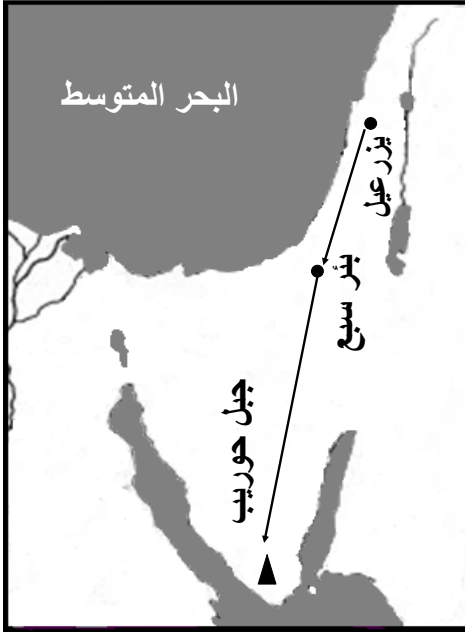 البحر المتوسط
يزرعيل
بئر سبع
جبل حوريب